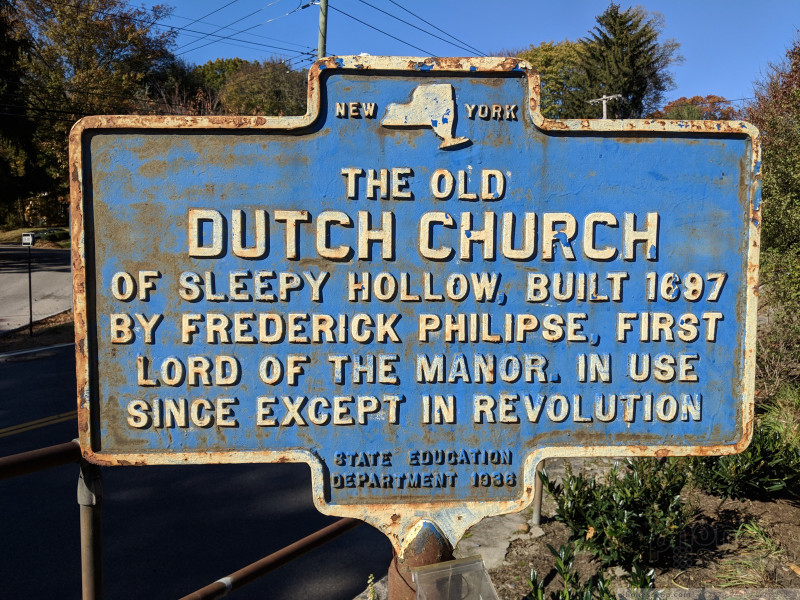 NEW YORK
THE OLD
DUTCH CHURCH
OF SLEEPY HOLLOW, BUILT 1697
BY FREDERICK PHILIPSE, FIRST
LORD OF THE MANOR. IN USE
SINCE EXCEPT IN REVOLUTION
STATE EDUCATION
DEPARTMENT 1936